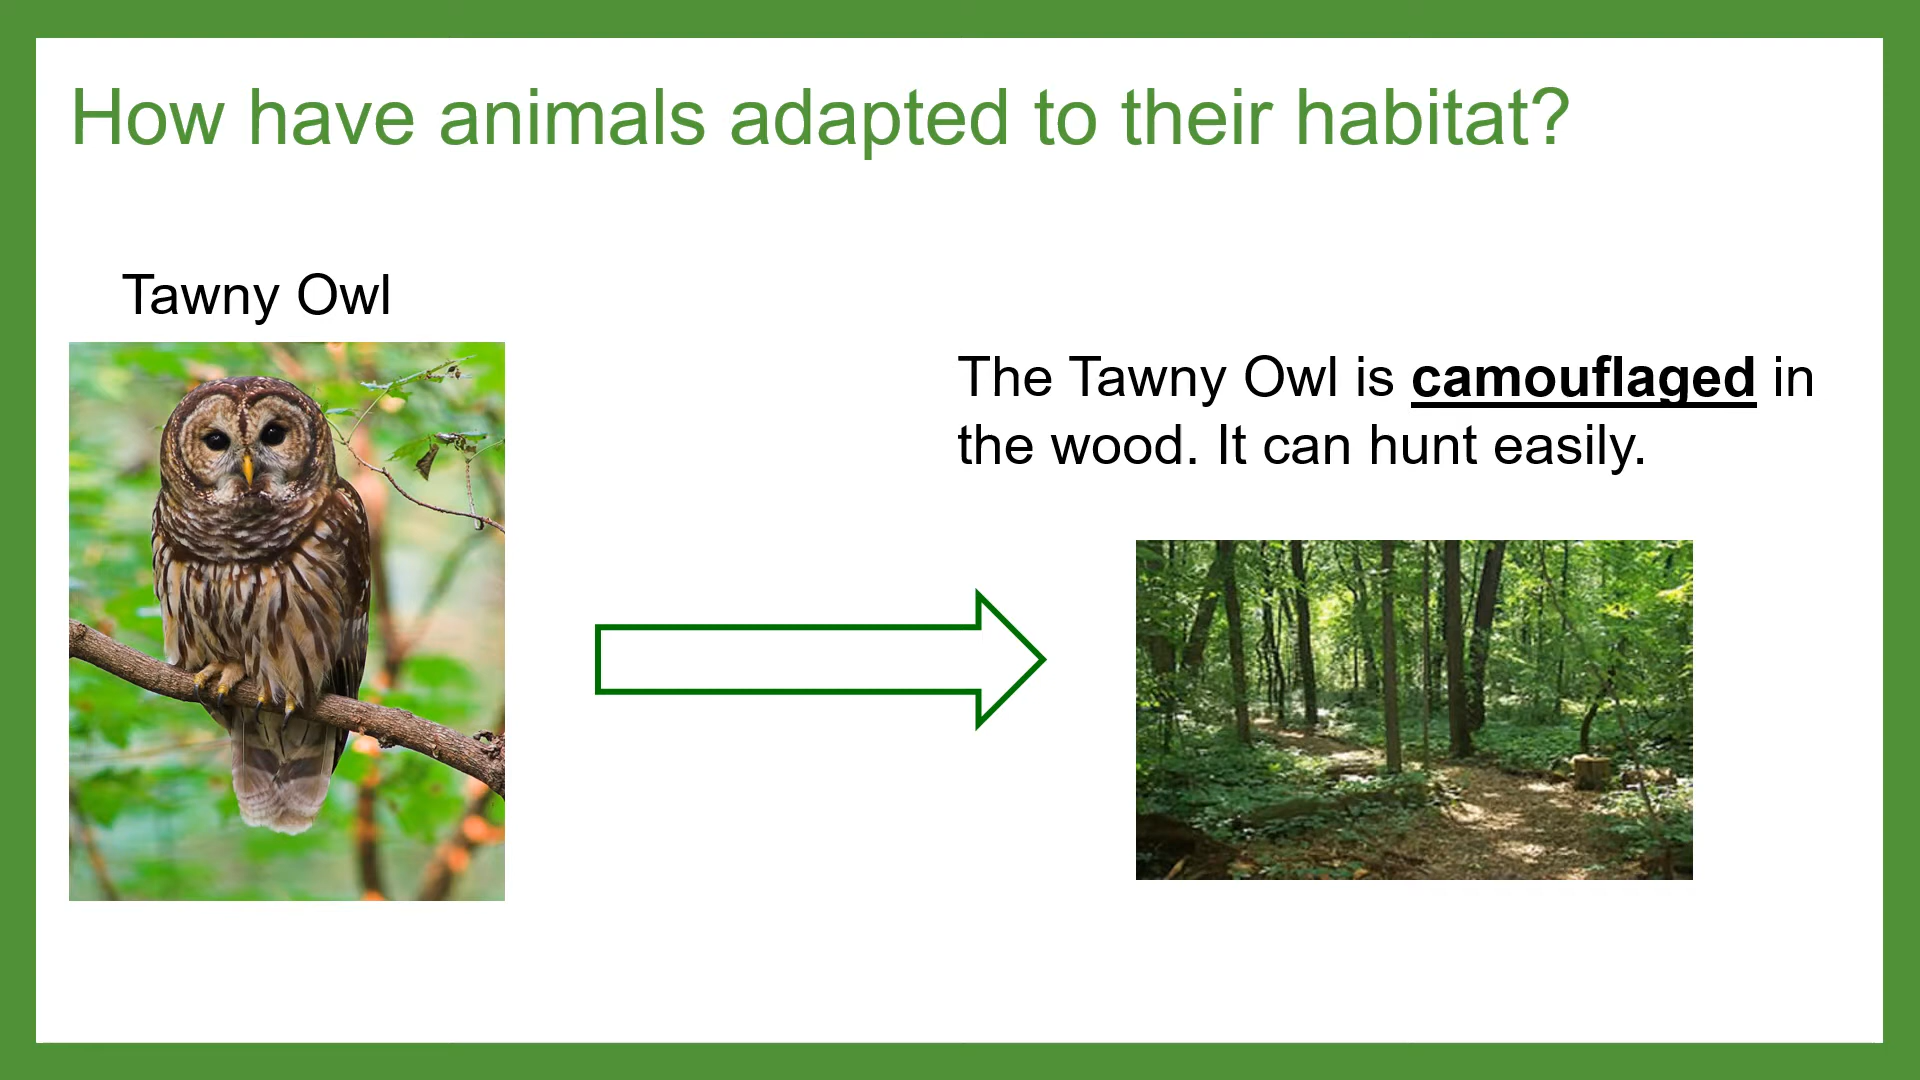 How have animals adapted to their habitat?
Tawny Owl
The Tawny Owl is camouflaged in
the wood. It can hunt easily.